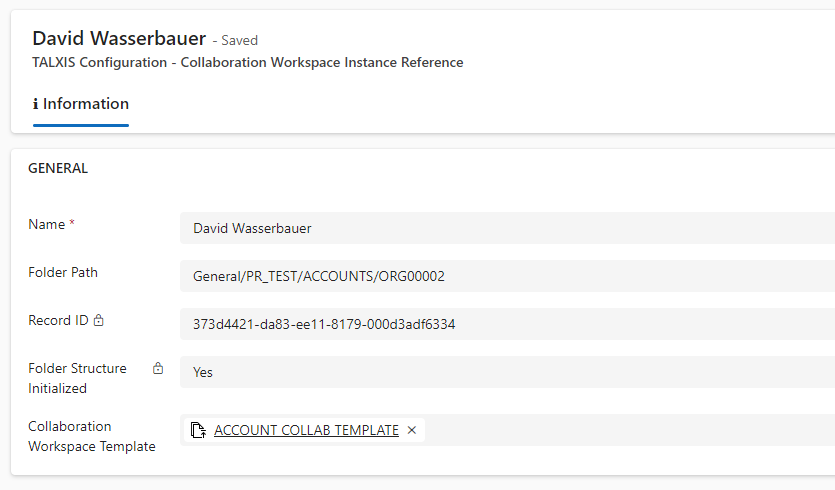 David Wasserbauer - Saved
TALXIS Configuration - Collaboration Workspace Instance Reference
Information
GENERAL
Name * David Wasserbauer
Folder Path General/PR_TEST/ACCOUNTS/ORG00002
Record ID 373d4421-da83-ee11-8179-000d3adf6334
Folder Structure
Initialized Yes
Collaboration
Workspace Template ACCOUNT COLLAB TEMPLATE